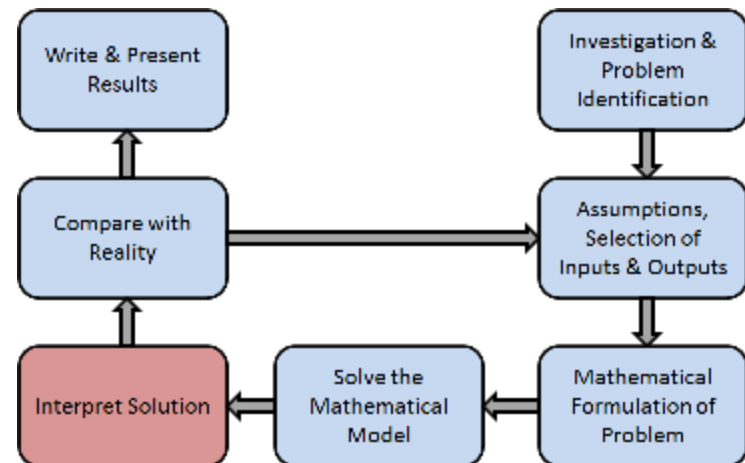 Write & Present
Results
Investigation &
Problem
Identification
Compare with
Reality
Assumptions,
Selection of
Inputs & Outputs
Interpret Solution
Solve the
Mathematical
Model
Mathematical
Formulation of
Problem